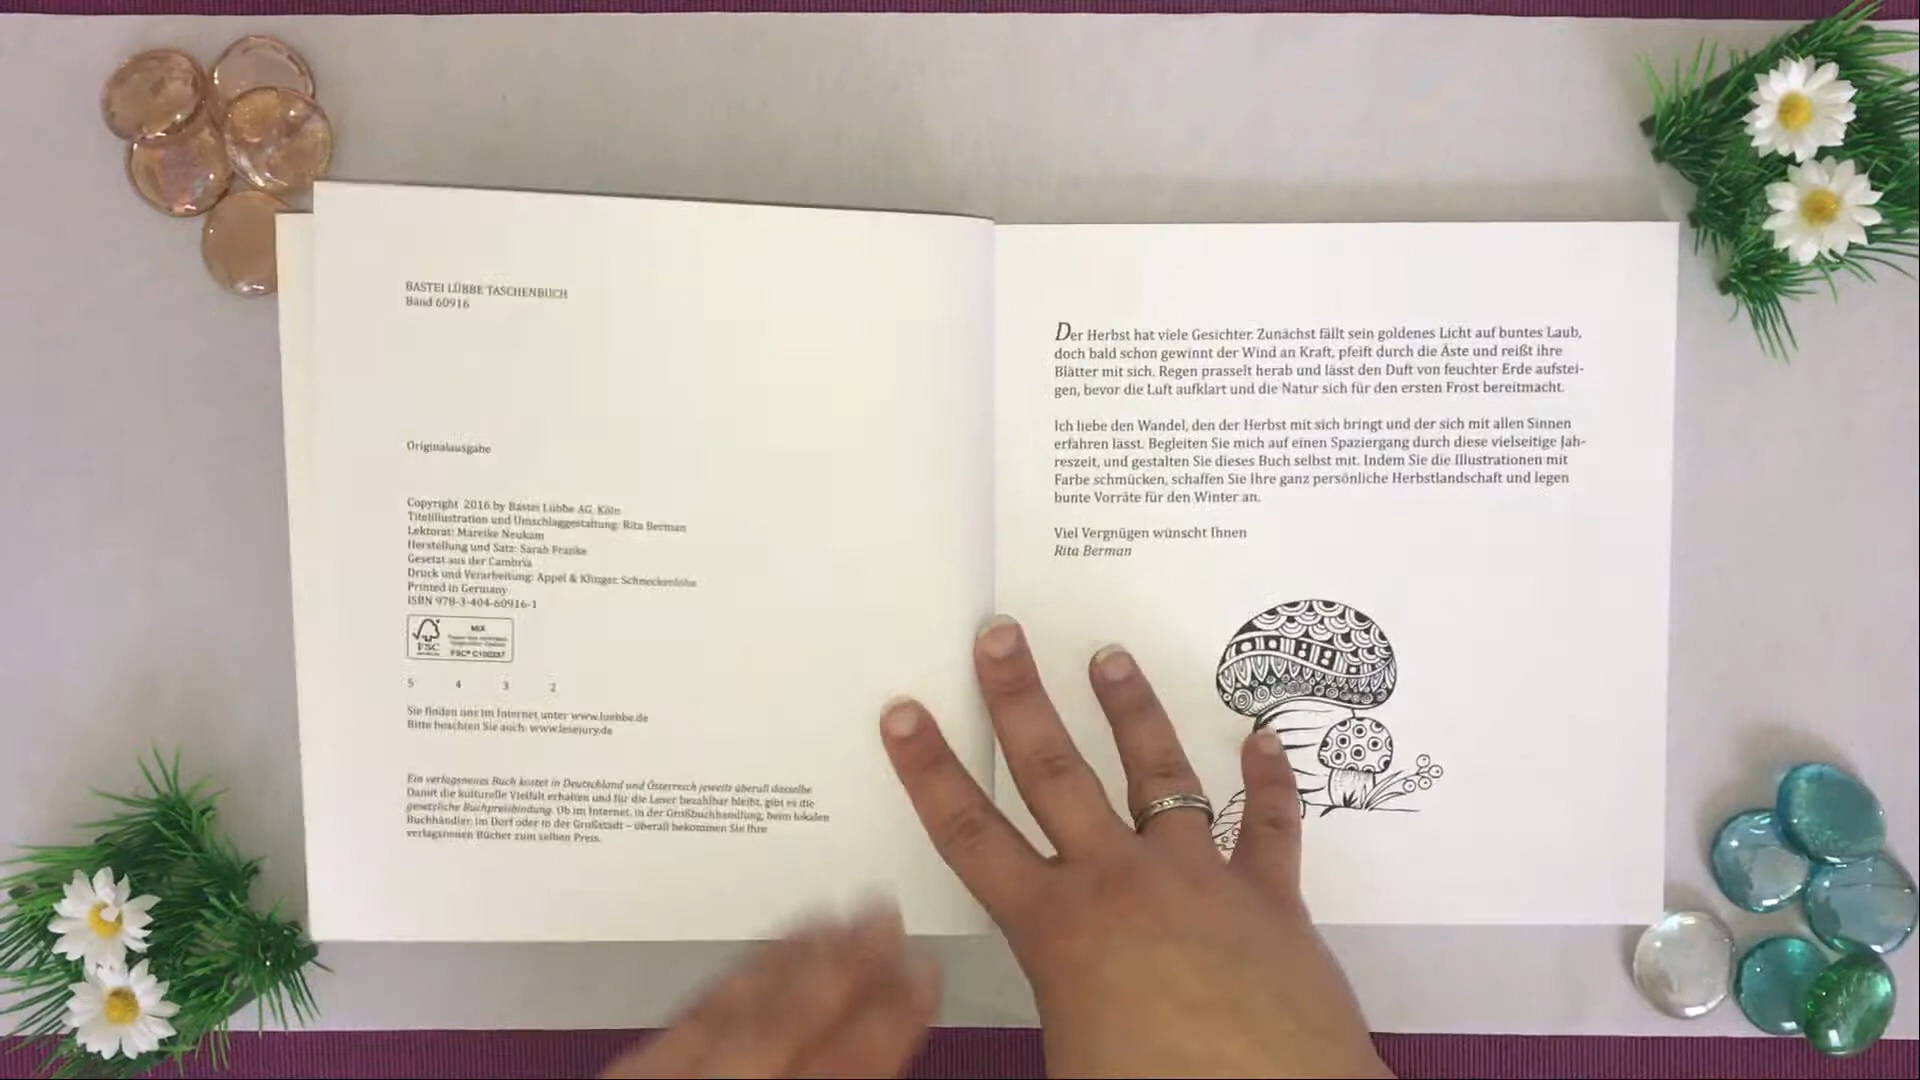 BASTEI LÜBBE TASCHENBUCH
Band 60916
Originalausgabe
Copyright 2016 by Bastei Lübbe AG, Köln
Titelillustration und Umschlaggestaltung: Rita Berman
Lektorat: Mareike Neukam
Herstellung und Satz: Sarah Franke
Gesetzt aus der Cambria
Druck und Verarbeitung: Appel & Klinger, Schneckenlohe
Printed in Germany
ISBN 978-3-404-60916-1
FSC
MIX
5 4 3 2
Sie finden uns im Internet unter www.luebbe.de
Bitte beachten Sie auch: www.lesejury.de
Ein verlagsneues Buch kostet in Deutschland und Österreich jeweils überall dasselbe.
Damit die kulturelle Vielfalt erhalten und für die Leser bezahlbar bleibt, gibt es die
gesetzliche Buchpreisbindung. Ob im Internet, in der Großbuchhandlung, beim lokalen
Buchhändler, im Dorf oder in der Großstadt – überall bekommen Sie Ihre
verlagsneuen Bücher zum selben Preis.
Der Herbst hat viele Gesichter. Zunächst fällt sein goldenes Licht auf buntes Laub,
doch bald schon gewinnt der Wind an Kraft, pfeift durch die Äste und reißt ihre
Blätter mit sich. Regen prasselt herab und lässt den Duft von feuchter Erde aufstei-
gen, bevor die Luft aufklart und die Natur sich für den ersten Frost bereitmacht.
Ich liebe den Wandel, den der Herbst mit sich bringt und der sich mit allen Sinnen
erfahren lässt. Begleiten Sie mich auf einen Spaziergang durch diese vielseitige Jah-
reszeit, und gestalten Sie dieses Buch selbst mit. Indem Sie die Illustrationen mit
Farbe schmücken, schaffen Sie Ihre ganz persönliche Herbstlandschaft und legen
bunte Vorräte für den Winter an.
Viel Vergnügen wünscht Ihnen
Rita Berman